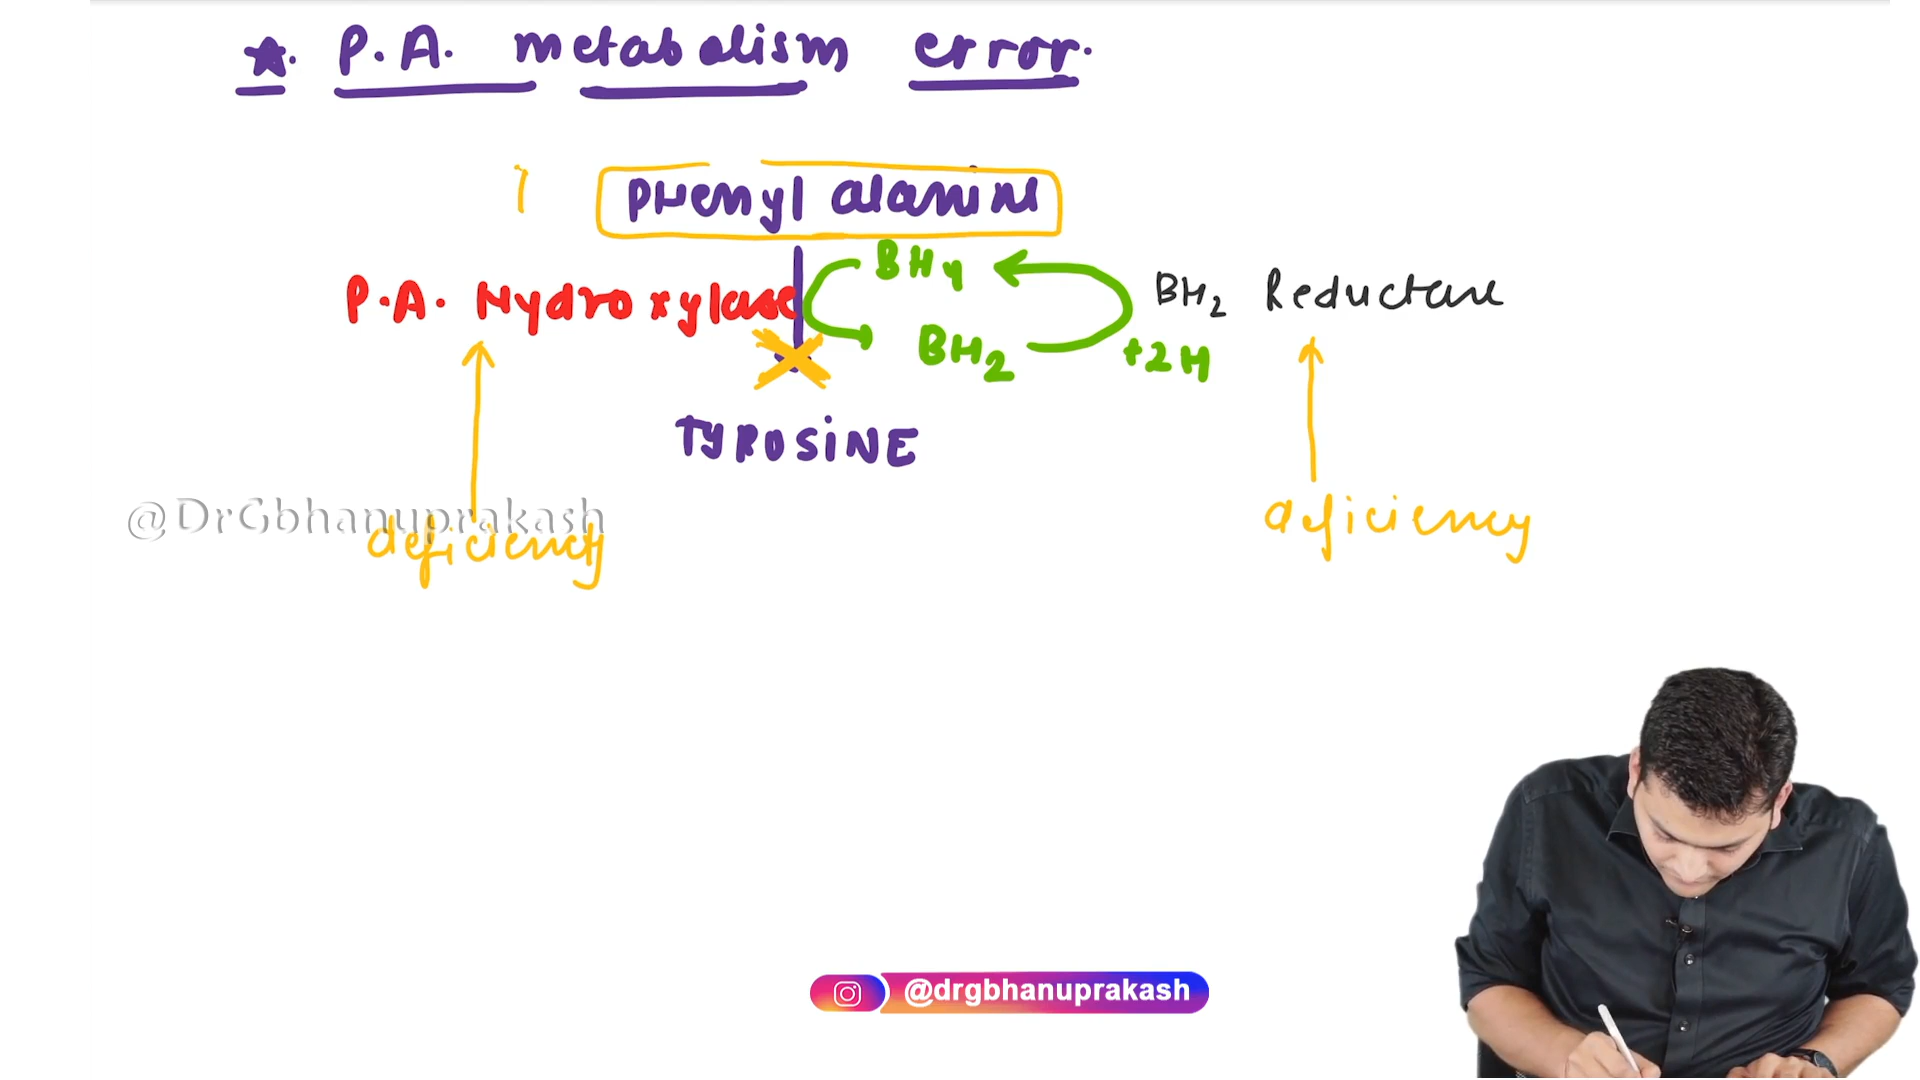 ★. P.A. metabolism error.
Phenyl alanine
P.A. Hydroxylase
BH4
BH2
+2H
BH2 Reductase
TYROSINE
@DrGbhanuprakash
deficiency
deficiency
@drgbhanuprakash